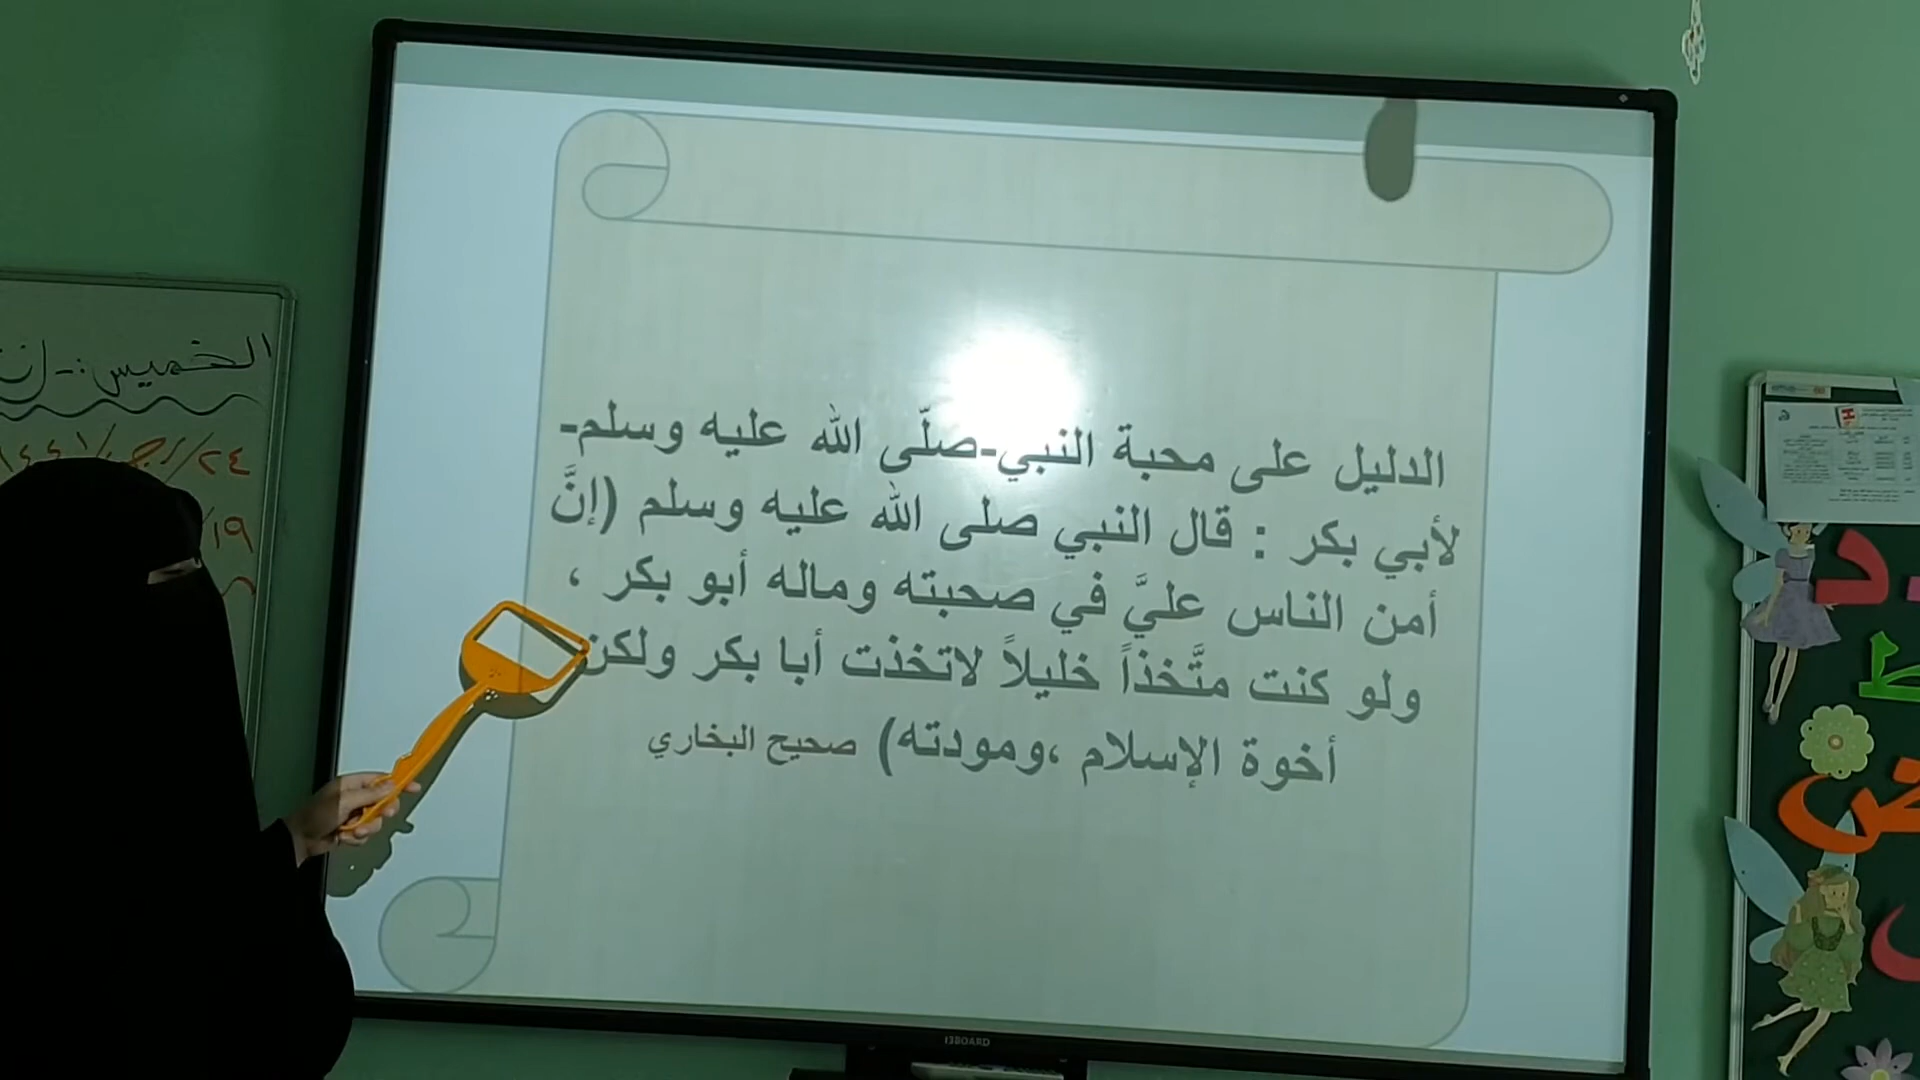 الدليل على محبة النبي-صلّى الله عليه وسلم-
لأبي بكر : قال النبي صلى الله عليه وسلم (إنَّ
أمن الناس عليَّ في صحبته وماله أبو بكر ،
ولو كنت متَّخذاً خليلاً لاتخذت أبا بكر ولكن
أخوة الإسلام ،ومودته) صحيح البخاري
الخميس:-
٢٤/رجب/
/١٩
I3BOARD
د
ط
ض